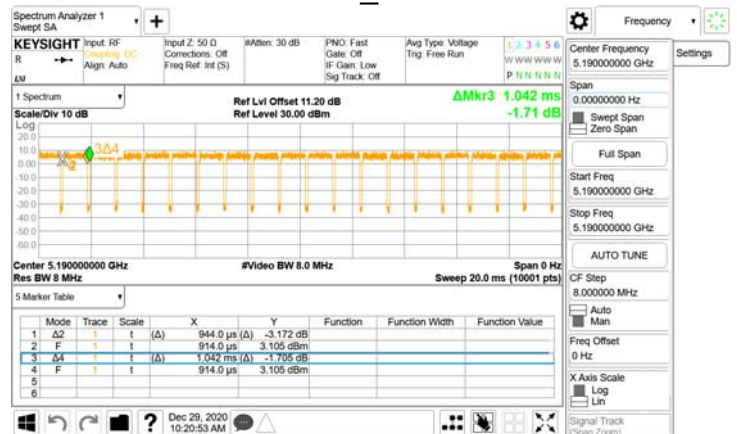 Spectrum Analyzer 1
Swept SA
Frequency
KEYSIGHT
R
LXI
Input: RF
Coupling: DC
Align: Auto
Input Z: 50 Ω
Corrections: Off
Freq Ref: Int (S)
#Atten: 30 dB
PNO: Fast
Gate: Off
IF Gain: Low
Sig Track: Off
Avg Type: Voltage
Trig: Free Run
1 2 3 4 5 6
W W W W W W
P N N N N N
1 Spectrum
Scale/Div 10 dB
Ref Lvl Offset 11.20 dB
Ref Level 30.00 dBm
ΔMkr3 1.042 ms
-1.71 dB
Log
20.0
10.0
0.00
-10.0
-20.0
-30.0
-40.0
-50.0
-60.0
3Δ4
Center 5.190000000 GHz
Res BW 8 MHz
#Video BW 8.0 MHz
Span 0 Hz
Sweep 20.0 ms (10001 pts)
5 Marker Table
Mode Trace Scale X Y Function Function Width Function Value
1 Δ2 1 t (Δ) 944.0 µs (Δ) -3.172 dB
2 F 1 t 914.0 µs 3.105 dBm
3 Δ4 1 t (Δ) 1.042 ms (Δ) -1.705 dB
4 F 1 t 914.0 µs 3.105 dBm
5
6
Dec 29, 2020
10:20:53 AM
Center Frequency
5.190000000 GHz
Settings
Span
0.00000000 Hz
Swept Span
Zero Span
Full Span
Start Freq
5.190000000 GHz
Stop Freq
5.190000000 GHz
AUTO TUNE
CF Step
8.000000 MHz
Auto
Man
Freq Offset
0 Hz
X Axis Scale
Log
Lin
Signal Track
(Span Zoom)